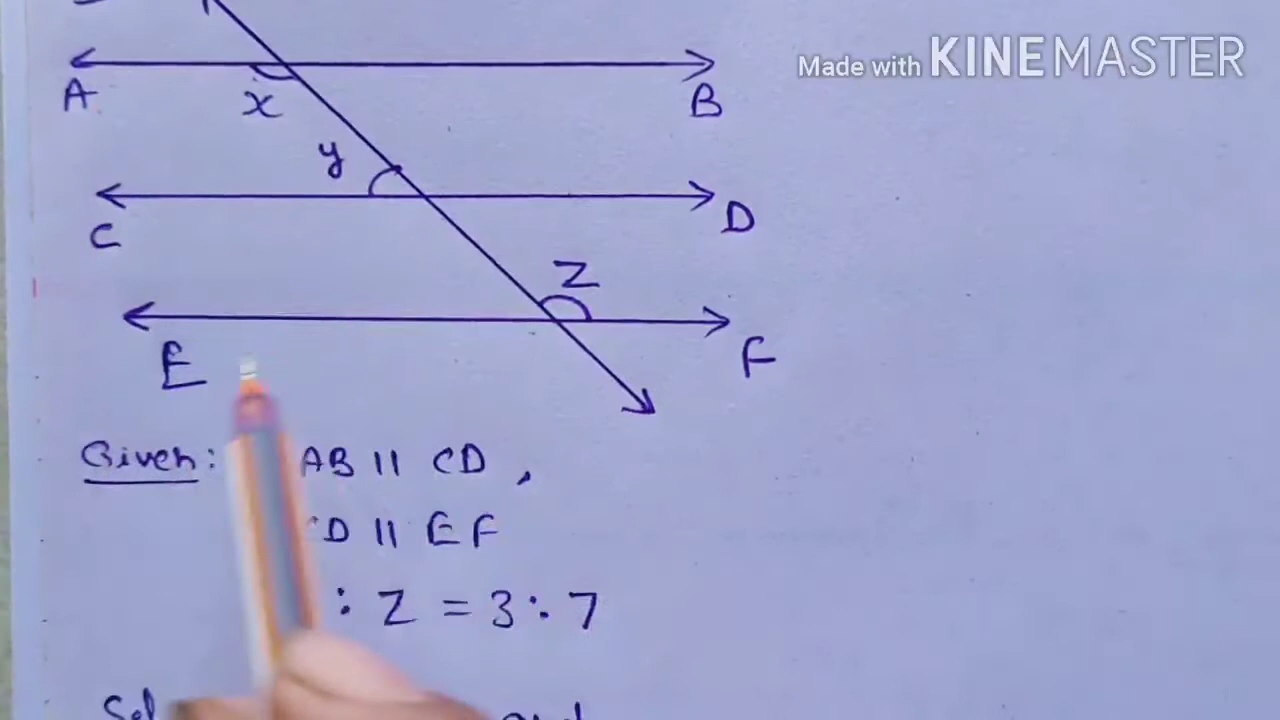 Made with KINEMASTER
A
B
x
y
C
D
Z
E
F
Given: AB || CD ,
D || EF
: Z = 3:7